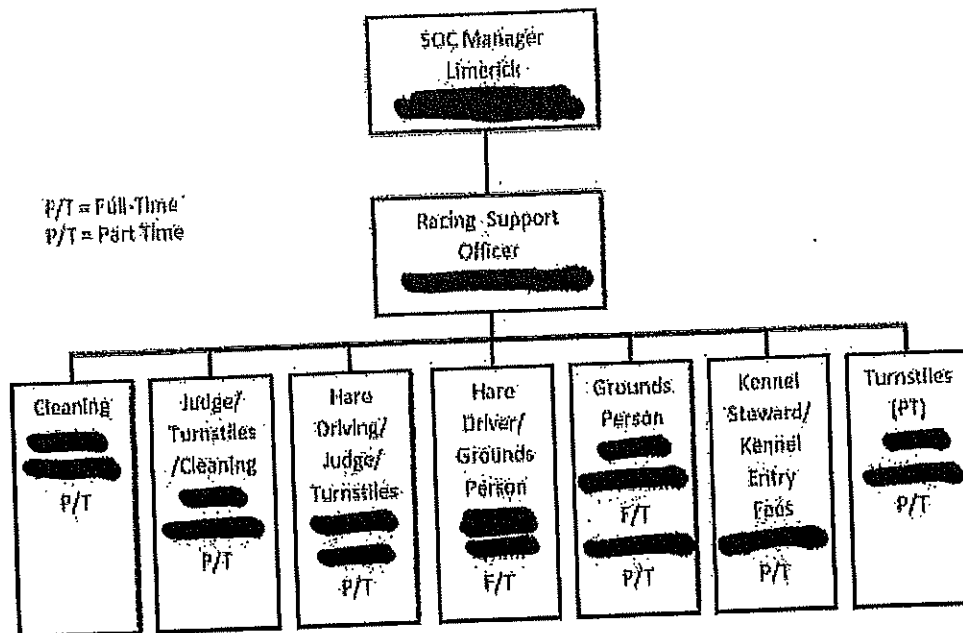 SOC Manager
Limerick
P/T = Full-Time
P/T = Part Time
Racing Support
Officer
Cleaning
P/T
Judge/
Turnstiles
/Cleaning
P/T
Hare
Driving/
Judge/
Turnstiles
P/T
Hare
Driver/
Grounds
Person
F/T
Grounds
Person
F/T
P/T
Kennel
Steward/
Kennel
Entry
Foos
P/T
Turnstiles
(PT)
P/T